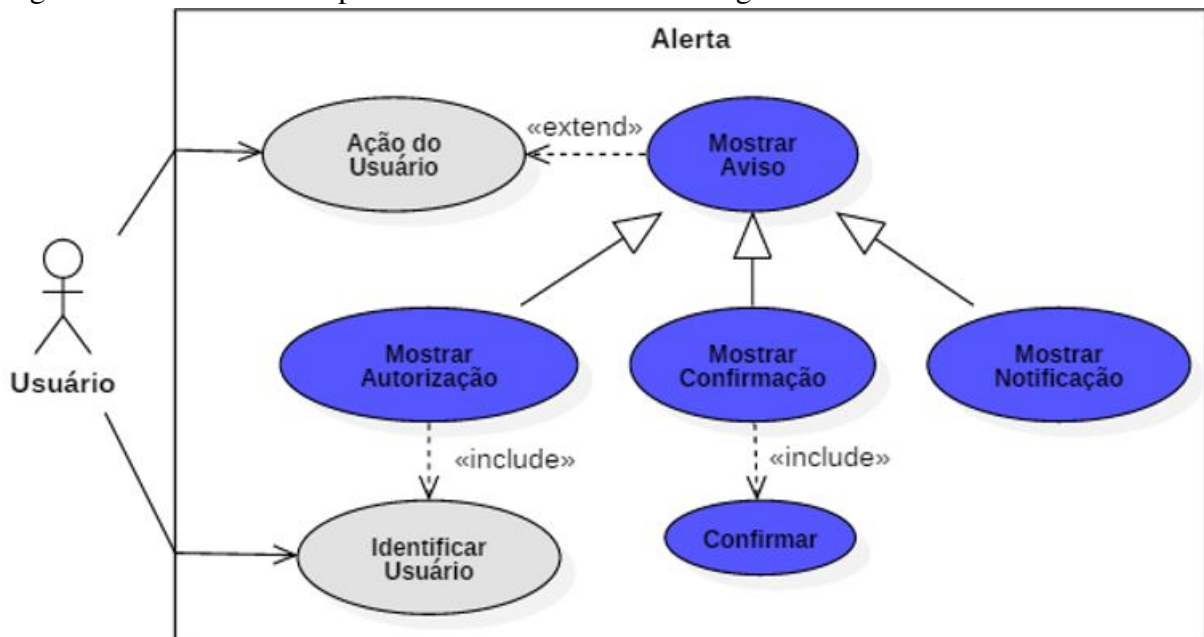 Alerta
Ação do
Usuário
«extend»
Mostrar
Aviso
Usuário
Mostrar
Autorização
Mostrar
Confirmação
Mostrar
Notificação
«include»
«include»
Identificar
Usuário
Confirmar